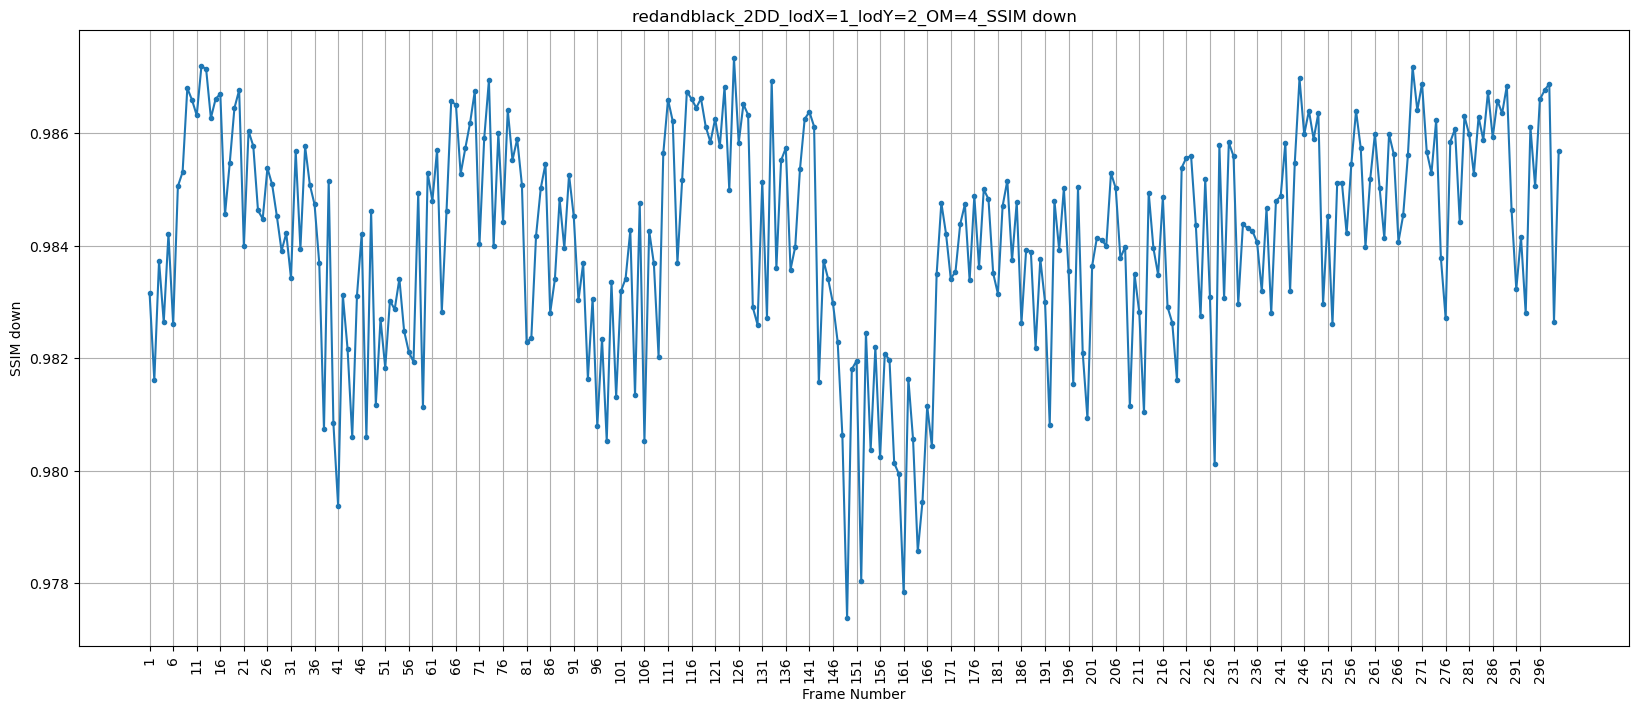 redandblack_2DD_lodX=1_lodY=2_OM=4_SSIM down
SSIM down
0.986
0.984
0.982
0.980
0.978
1 6 11 16 21 26 31 36 41 46 51 56 61 66 71 76 81 86 91 96 101 106 111 116 121 126 131 136 141 146 151 156 161 166 171 176 181 186 191 196 201 206 211 216 221 226 231 236 241 246 251 256 261 266 271 276 281 286 291 296
Frame Number